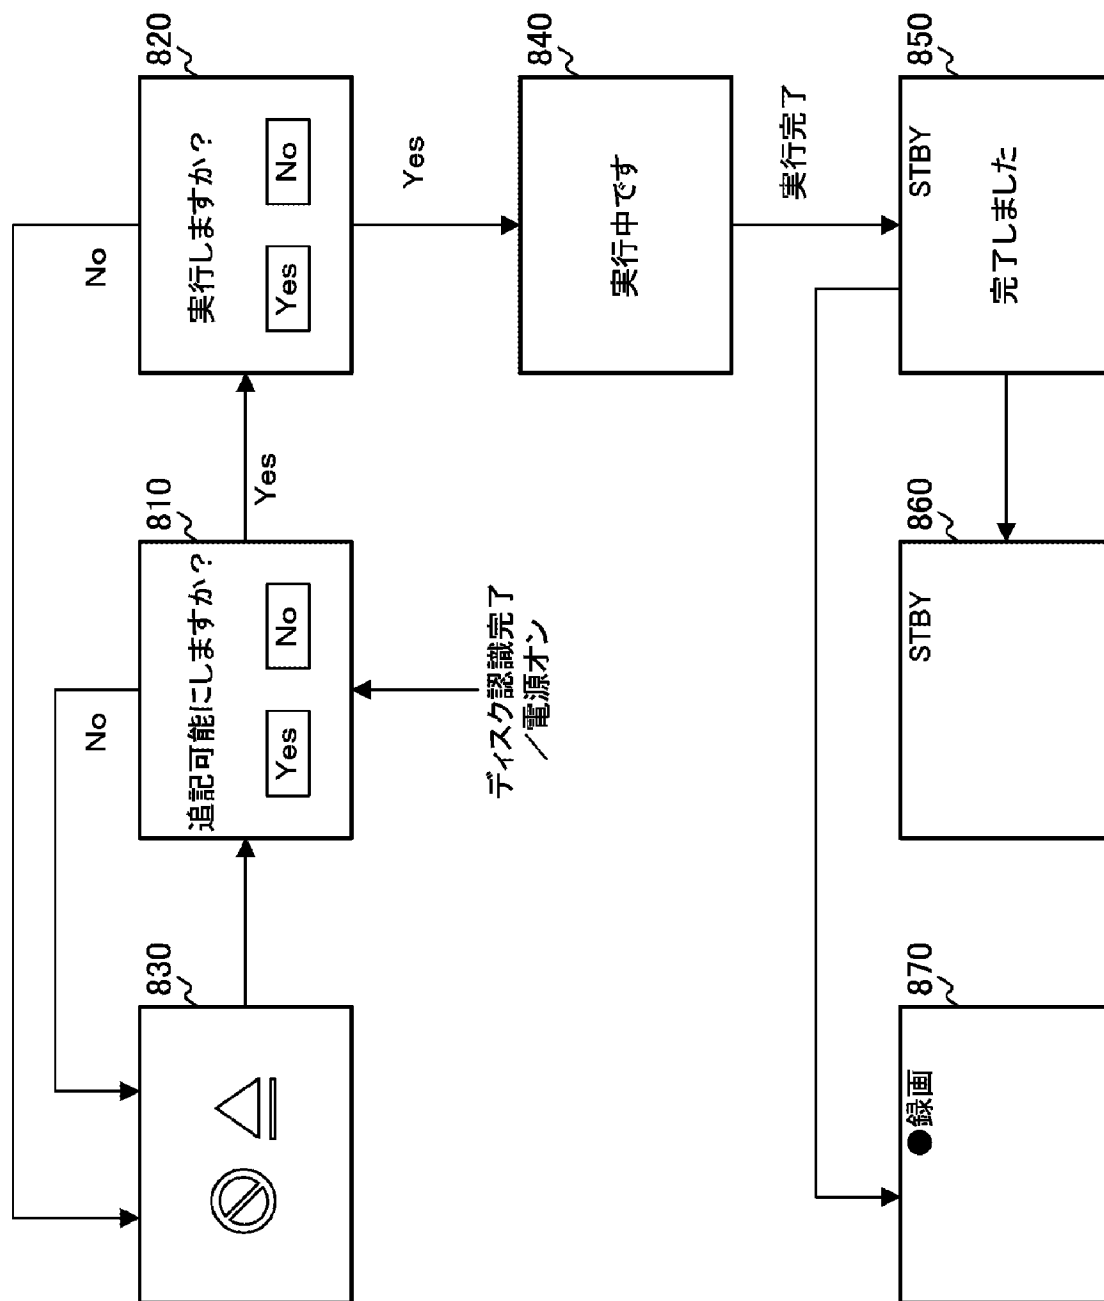 No
No
830
810
820
追記可能にしますか？
Yes
No
Yes
実行しますか？
Yes
No
ディスク認識完了
／電源オン
Yes
840
実行中です
実行完了
870
●録画
860
STBY
850
STBY
完了しました